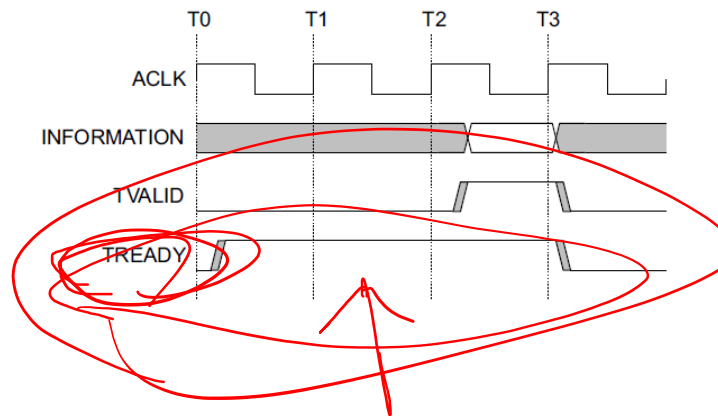 T0 T1 T2 T3
ACLK
INFORMATION
TVALID
TREADY